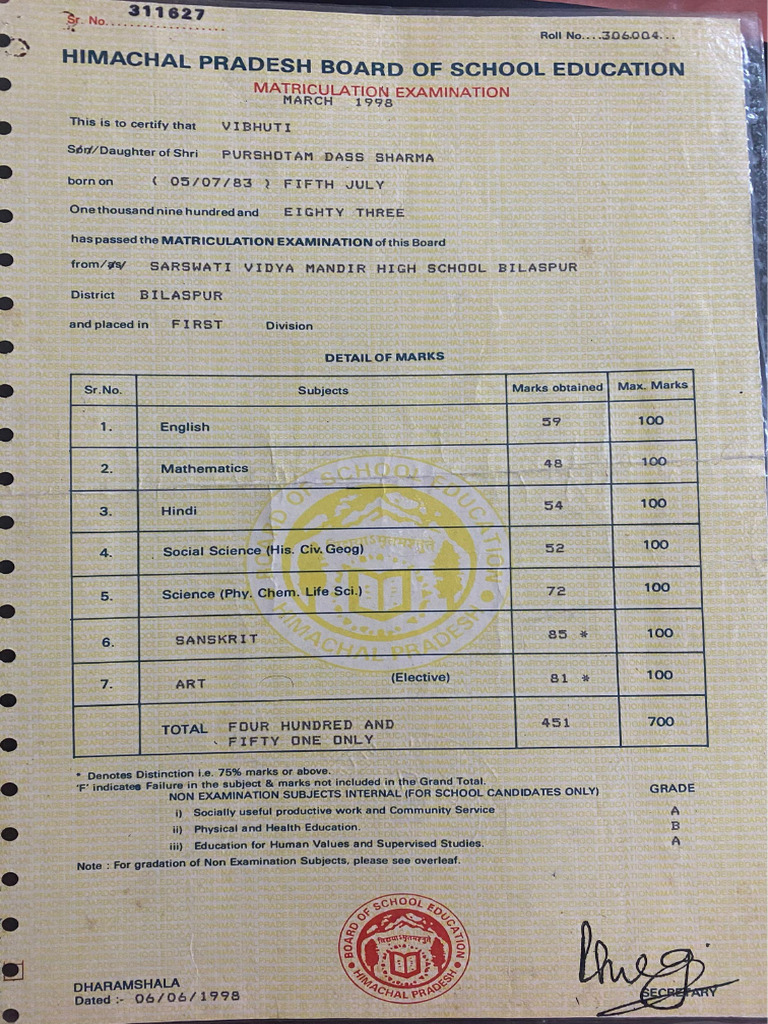 Sr. No. 311627
Roll No....306004...
HIMACHAL PRADESH BOARD OF SCHOOL EDUCATION
MATRICULATION EXAMINATION
MARCH 1998
This is to certify that VIBHUTI
Son/Daughter of Shri PURSHOTAM DASS SHARMA
born on ( 05/07/83 ) FIFTH JULY
One thousand nine hundred and EIGHTY THREE
has passed the MATRICULATION EXAMINATION of this Board
from/as SARSWATI VIDYA MANDIR HIGH SCHOOL BILASPUR
District BILASPUR
and placed in FIRST Division
DETAIL OF MARKS
Sr.No. Subjects Marks obtained Max. Marks
1. English 59 100
2. Mathematics 48 100
3. Hindi 54 100
4. Social Science (His. Civ. Geog) 52 100
5. Science (Phy. Chem. Life Sci.) 72 100
6. SANSKRIT 85 * 100
7. ART (Elective) 81 * 100
TOTAL FOUR HUNDRED AND 451 700
FIFTY ONE ONLY
* Denotes Distinction i.e. 75% marks or above.
'F' indicates Failure in the subject & marks not included in the Grand Total.
NON EXAMINATION SUBJECTS INTERNAL (FOR SCHOOL CANDIDATES ONLY) GRADE
i) Socially useful productive work and Community Service A
ii) Physical and Health Education. B
iii) Education for Human Values and Supervised Studies. A
Note : For gradation of Non Examination Subjects, please see overleaf.
BOARD OF SCHOOL EDUCATION
HIMACHAL PRADESH
DHARAMSHALA
Dated :- 06/06/1998
SECRETARY